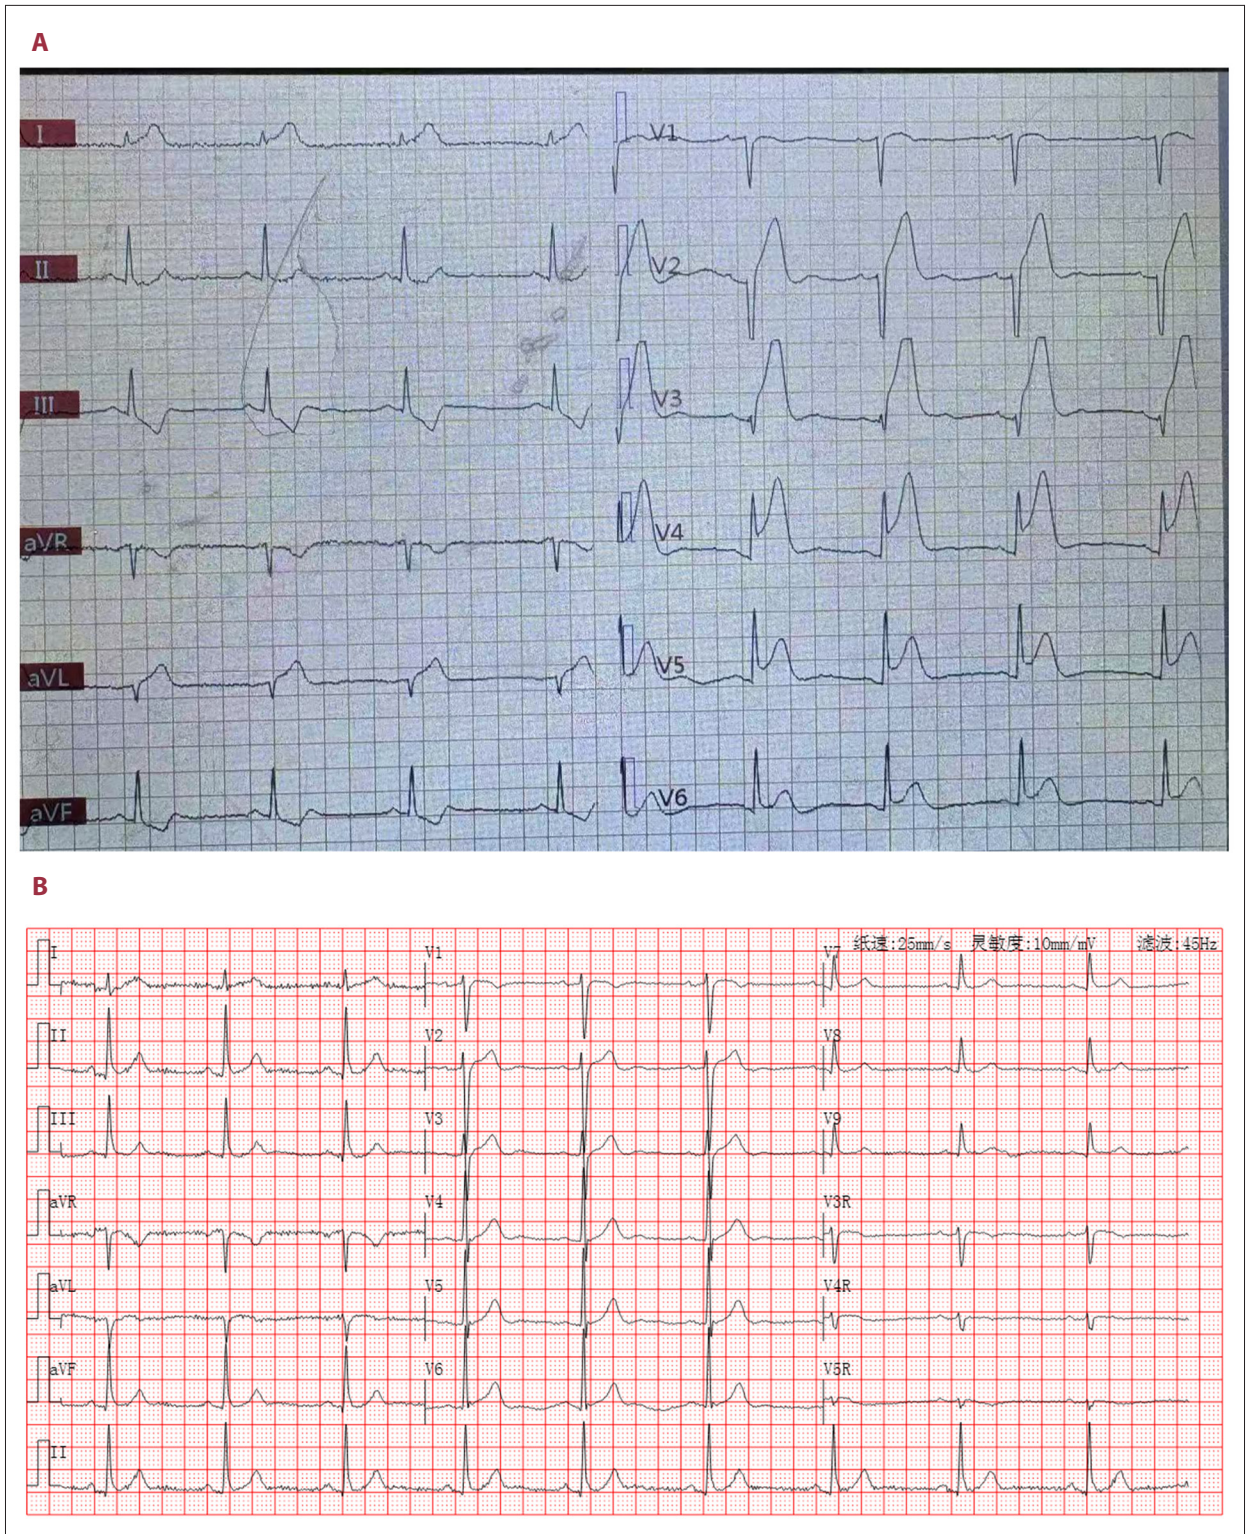 A
I
V1
II
V2
III
V3
aVR
V4
aVL
V5
aVF
V6
B
I
V1
V7
纸速:25mm/s 灵敏度:10mm/mV 滤波:45Hz
II
V2
V8
III
V3
V9
aVR
V4
V3R
aVL
V5
V4R
aVF
V6
V5R
II